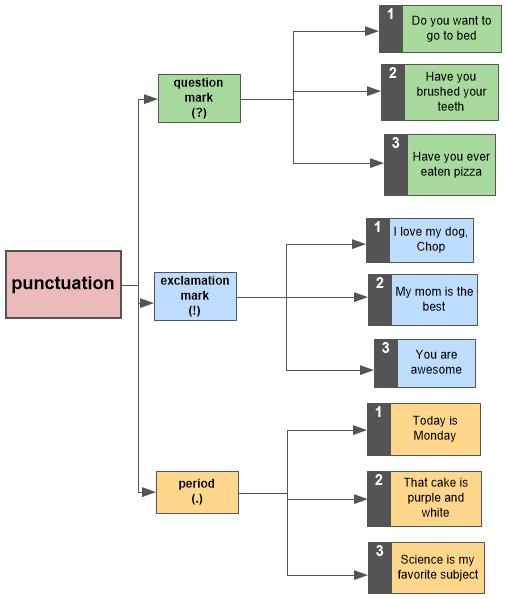 punctuation
question
mark
(?)
1
Do you want to
go to bed
2
Have you
brushed your
teeth
3
Have you ever
eaten pizza
exclamation
mark
(!)
1
I love my dog,
Chop
2
My mom is the
best
3
You are
awesome
period
(.)
1
Today is
Monday
2
That cake is
purple and
white
3
Science is my
favorite subject